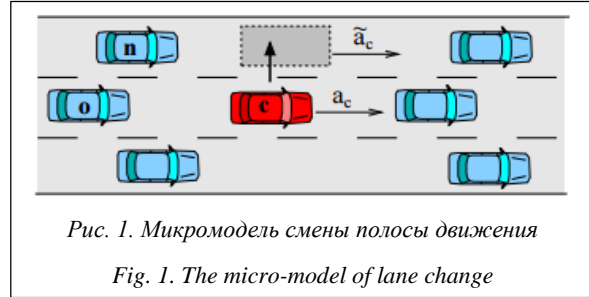 n
ã_c
o
c
a_c
Рис. 1. Микромодель смены полосы движения
Fig. 1. The micro-model of lane change